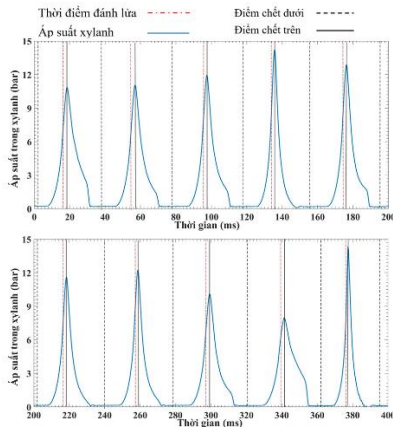 Thời điểm đánh lửa
Điểm chết dưới
Áp suất xylanh
Điểm chết trên
Áp suất trong xylanh (bar)
15
12
9
6
3
0
0 20 40 60 80 100 120 140 160 180 200
Thời gian (ms)
Áp suất trong xylanh (bar)
15
12
9
6
3
0
200 220 240 260 280 300 320 340 360 380 400
Thời gian (ms)